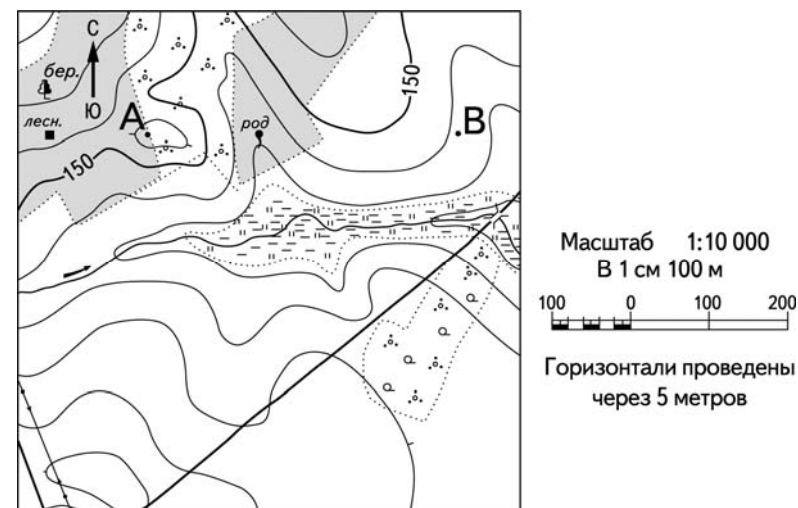 С
бер.
Ю
лесн.
А
150
род
150
В
Масштаб 1:10 000
В 1 см 100 м
100 0 100 200
Горизонтали проведены
через 5 метров